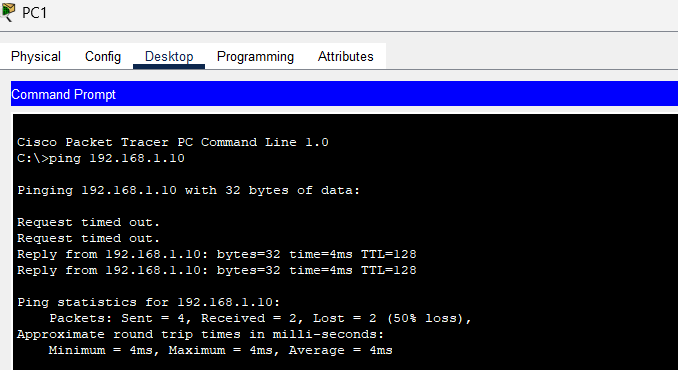 PC1
Physical Config Desktop Programming Attributes
Command Prompt
Cisco Packet Tracer PC Command Line 1.0
C:\>ping 192.168.1.10
Pinging 192.168.1.10 with 32 bytes of data:
Request timed out.
Request timed out.
Reply from 192.168.1.10: bytes=32 time=4ms TTL=128
Reply from 192.168.1.10: bytes=32 time=4ms TTL=128
Ping statistics for 192.168.1.10:
Packets: Sent = 4, Received = 2, Lost = 2 (50% loss),
Approximate round trip times in milli-seconds:
Minimum = 4ms, Maximum = 4ms, Average = 4ms